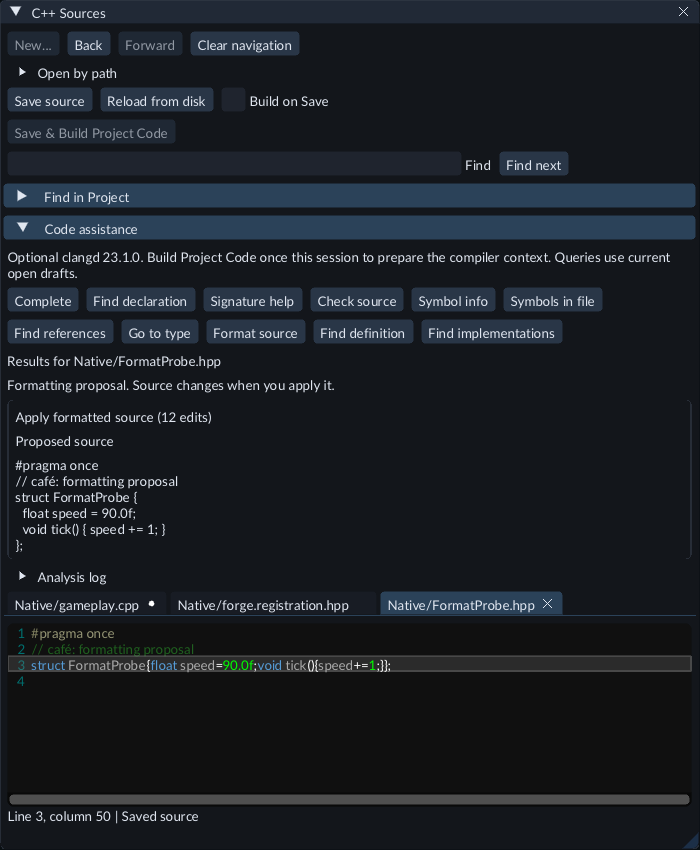 C++ Sources
New... Back Forward Clear navigation
Open by path
Save source Reload from disk Build on Save
Save & Build Project Code
Find Find next
Find in Project
Code assistance
Optional clangd 23.1.0. Build Project Code once this session to prepare the compiler context. Queries use current
open drafts.
Complete Find declaration Signature help Check source Symbol info Symbols in file
Find references Go to type Format source Find definition Find implementations
Results for Native/FormatProbe.hpp
Formatting proposal. Source changes when you apply it.
Apply formatted source (12 edits)
Proposed source
#pragma once
// café: formatting proposal
struct FormatProbe {
  float speed = 90.0f;
  void tick() { speed += 1; }
};
Analysis log
Native/gameplay.cpp Native/forge.registration.hpp Native/FormatProbe.hpp
1 #pragma once
2 // café: formatting proposal
3 struct FormatProbe{float speed=90.0f;void tick(){speed+=1;}};
4
Line 3, column 50 | Saved source